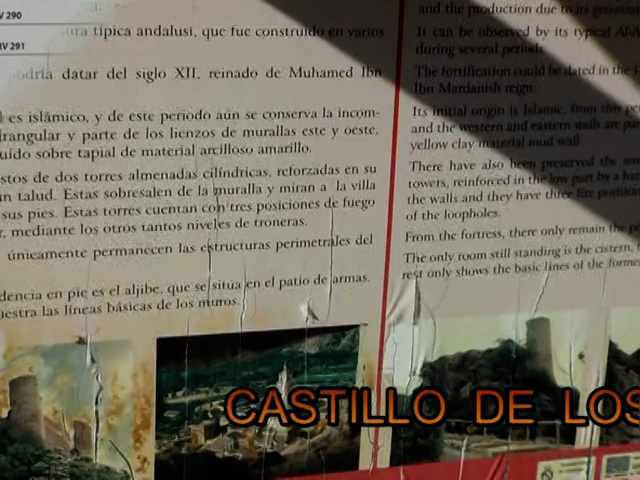 V 290
RV 291
tura típica andalusí, que fue construido en varios
podría datar del siglo XII, reinado de Muhamed Ibn
es islámico, y de este periodo aún se conserva la incom-
drangular y parte de los lienzos de murallas este y oeste,
uido sobre tapial de material arcilloso amarillo.
stos de dos torres almenadas cilíndricas, reforzadas en su
n talud. Estas sobresalen de la muralla y miran a la villa
sus pies. Estas torres cuentan con tres posiciones de fuego
, mediante los otros tantos niveles de troneras.
únicamente permanecen las estructuras perimetrales del
dencia en pie es el aljibe, que se sitúa en el patio de armas.
uestra las líneas básicas de los muros.
and the production due to its geo-strat
It can be observed by its typical Al-A
during several periods.
The fortification could be dated in the
Ibn Mardanish reign.
Its initial origin is Islamic, from this pe
and the western and eastern walls are par
yellow clay material mud wall.
There have also been preserved the
towers, reinforced in the low part by a
the walls and they have three fire positions
of the loopholes.
From the fortress, there only remain the pe
The only room still standing is the cistern,
rest only shows the basic lines of the former
CASTILLO DE LOS